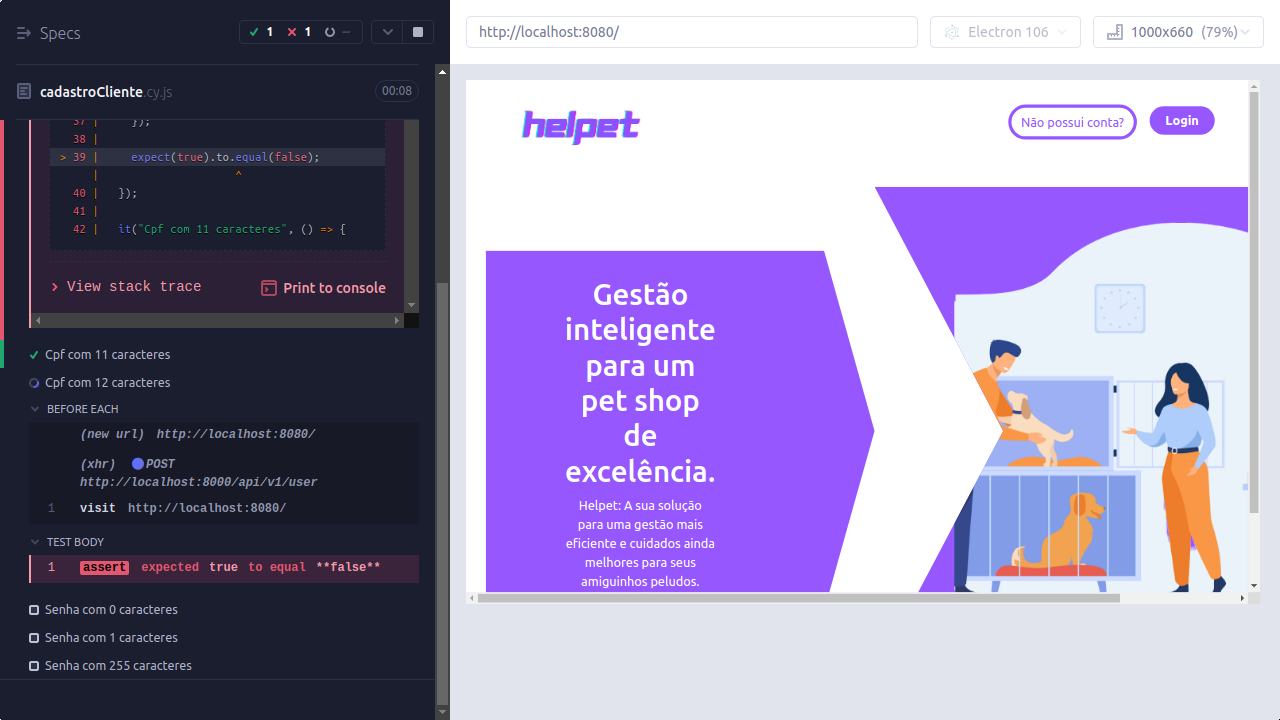 Specs
1
1
--
cadastroCliente.cy.js
00:08
37 | });
38 |
> 39 | expect(true).to.equal(false);
| ^
40 | });
41 |
42 | it("Cpf com 11 caracteres", () => {
View stack trace
Print to console
Cpf com 11 caracteres
Cpf com 12 caracteres
BEFORE EACH
(new url) http://localhost:8080/
(xhr) POST
http://localhost:8000/api/v1/user
1 visit http://localhost:8080/
TEST BODY
1 assert expected true to equal **false**
Senha com 0 caracteres
Senha com 1 caracteres
Senha com 255 caracteres
http://localhost:8080/
Electron 106
1000x660 (79%)
helpet
Não possui conta?
Login
Gestão
inteligente
para um
pet shop
de
excelência.
Helpet: A sua solução
para uma gestão mais
eficiente e cuidados ainda
melhores para seus
amiguinhos peludos.